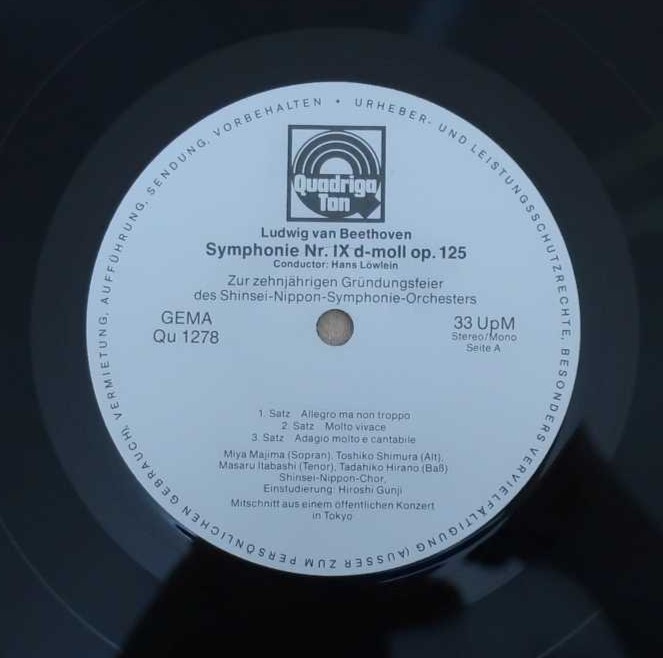 URHEBER- UND LEISTUNGSSCHUTZRECHTE, BESONDERS VERVIELFÄLTIGUNG (AUSSER ZUM PERSÖNLICHEN GEBRAUCH), VERMIETUNG, AUFFÜHRUNG, SENDUNG, VORBEHALTEN •
Quadriga
Ton
Ludwig van Beethoven
Symphonie Nr. IX d-moll op. 125
Conductor: Hans Löwlein
Zur zehnjährigen Gründungsfeier
des Shinsei-Nippon-Symphonie-Orchesters
GEMA
Qu 1278
33 UpM
Stereo/Mono
Seite A
1. Satz Allegro ma non troppo
2. Satz Molto vivace
3. Satz Adagio molto e cantabile
Miya Majima (Sopran), Toshiko Shimura (Alt),
Masaru Itabashi (Tenor), Tadahiko Hirano (Baß)
Shinsei-Nippon-Chor,
Einstudierung: Hiroshi Gunji
Mitschnitt aus einem öffentlichen Konzert
in Tokyo